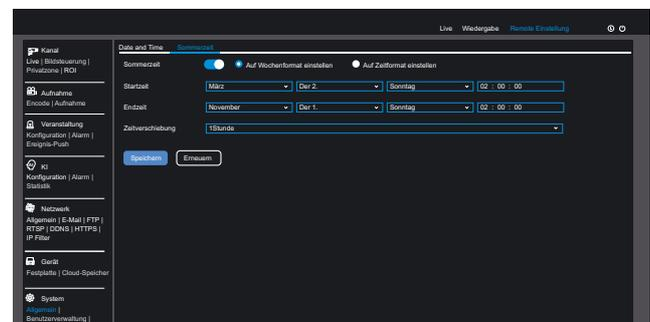 Live Wiedergabe Remote Einstellung
Kanal
Live | Bildsteuerung |
Privatzone | ROI
Aufnahme
Encode | Aufnahme
Veranstaltung
Konfiguration | Alarm |
Ereignis-Push
KI
Konfiguration | Alarm |
Statistik
Netzwerk
Allgemein | E-Mail | FTP |
RTSP | DDNS | HTTPS |
IP Filter
Gerät
Festplatte | Cloud-Speicher
System
Allgemein |
Benutzerverwaltung |
Date and Time Sommerzeit
Sommerzeit Auf Wochenformat einstellen Auf Zeitformat einstellen
Startzeit März Der 2. Sonntag 02 : 00 : 00
Endzeit November Der 1. Sonntag 02 : 00 : 00
Zeitverschiebung 1Stunde
Speichern Erneuern